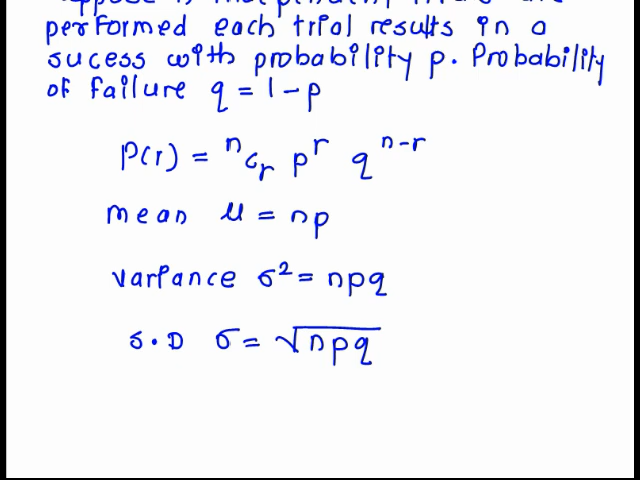 performed each trial results in a
sucess with probability p. Probability
of failure q = 1 - p
P(r) = ⁿCᵣ pʳ qⁿ⁻ʳ
mean μ = np
variance σ² = npq
S.D σ = √npq